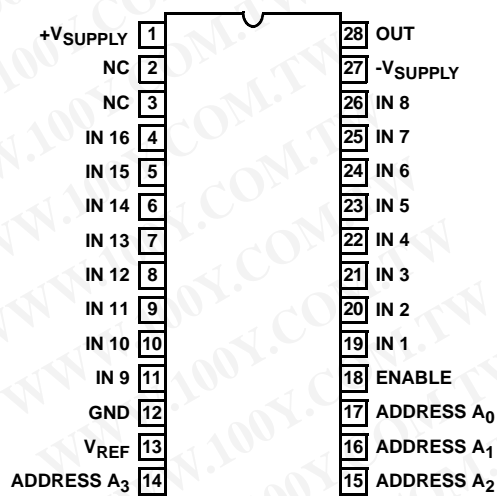 +VSUPPLY 1
NC 2
NC 3
IN 16 4
IN 15 5
IN 14 6
IN 13 7
IN 12 8
IN 11 9
IN 10 10
IN 9 11
GND 12
VREF 13
ADDRESS A3 14
28 OUT
27 -VSUPPLY
26 IN 8
25 IN 7
24 IN 6
23 IN 5
22 IN 4
21 IN 3
20 IN 2
19 IN 1
18 ENABLE
17 ADDRESS A0
16 ADDRESS A1
15 ADDRESS A2
WWW.100Y.COM.TW